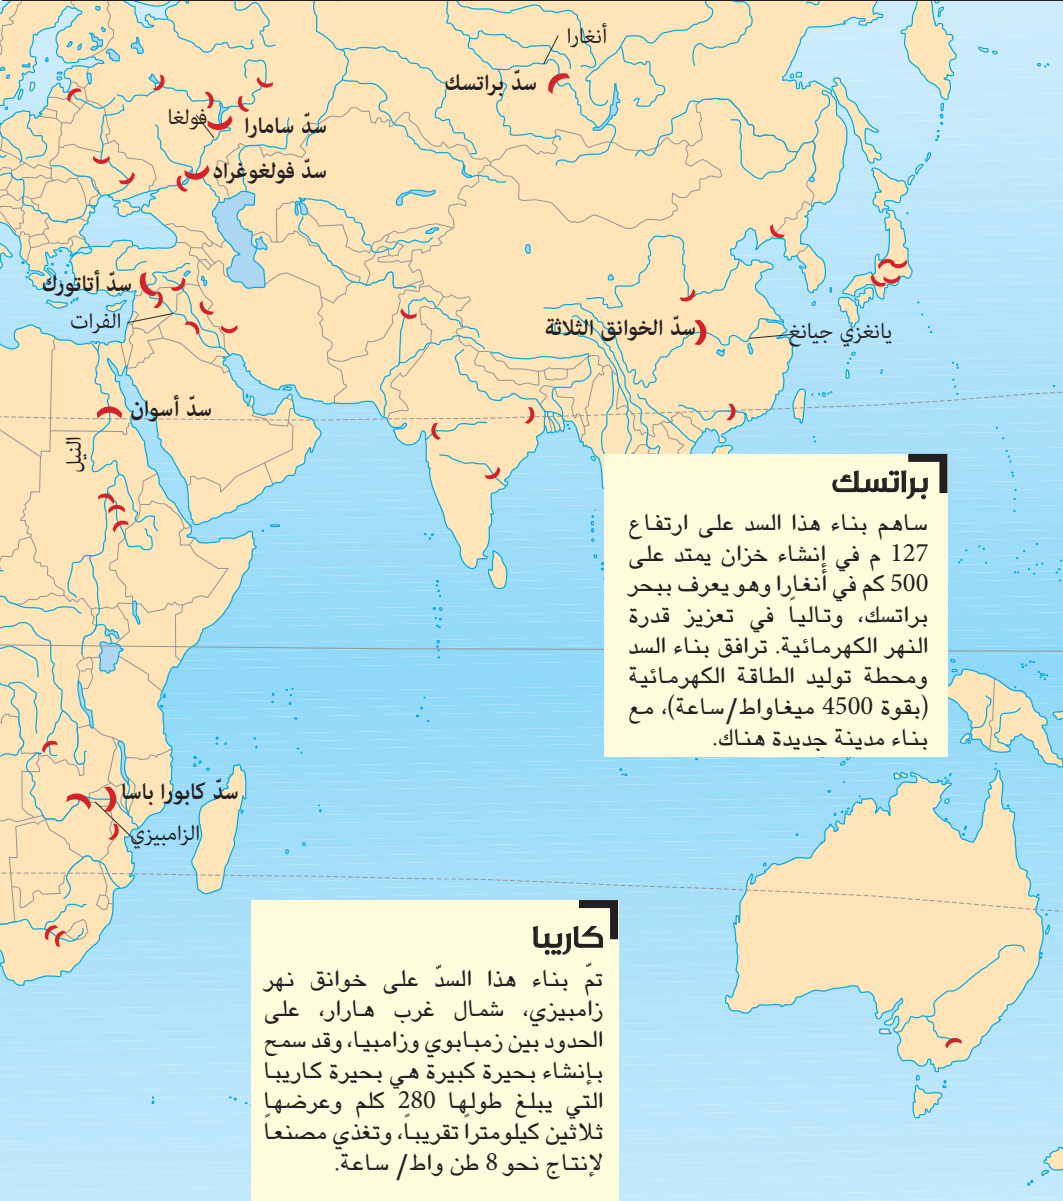 أنغارا
سدّ براتسك
فولغا
سدّ سامارا
سدّ فولغوغراد
سدّ أتاتورك
الفرات
سدّ الخوانق الثلاثة
يانغزي جيانغ
سدّ أسوان
النيل
براتسك
ساهم بناء هذا السد على ارتفاع
127 م في إنشاء خزان يمتد على
500 كم في أنغارا وهو يعرف ببحر
براتسك، وتالياً في تعزيز قدرة
النهر الكهرمائية. ترافق بناء السد
ومحطة توليد الطاقة الكهرمائية
(بقوة 4500 ميغاواط/ساعة)، مع
بناء مدينة جديدة هناك.
سدّ كابورا باسا
الزامبيزي
كاريبا
تمّ بناء هذا السدّ على خوانق نهر
زامبيزي، شمال غرب هارار، على
الحدود بين زمبابوي وزامبيا، وقد سمح
بإنشاء بحيرة كبيرة هي بحيرة كاريبا
التي يبلغ طولها 280 كلم وعرضها
ثلاثين كيلومتراً تقريباً، وتغذي مصنعاً
لإنتاج نحو 8 طن واط/ ساعة.